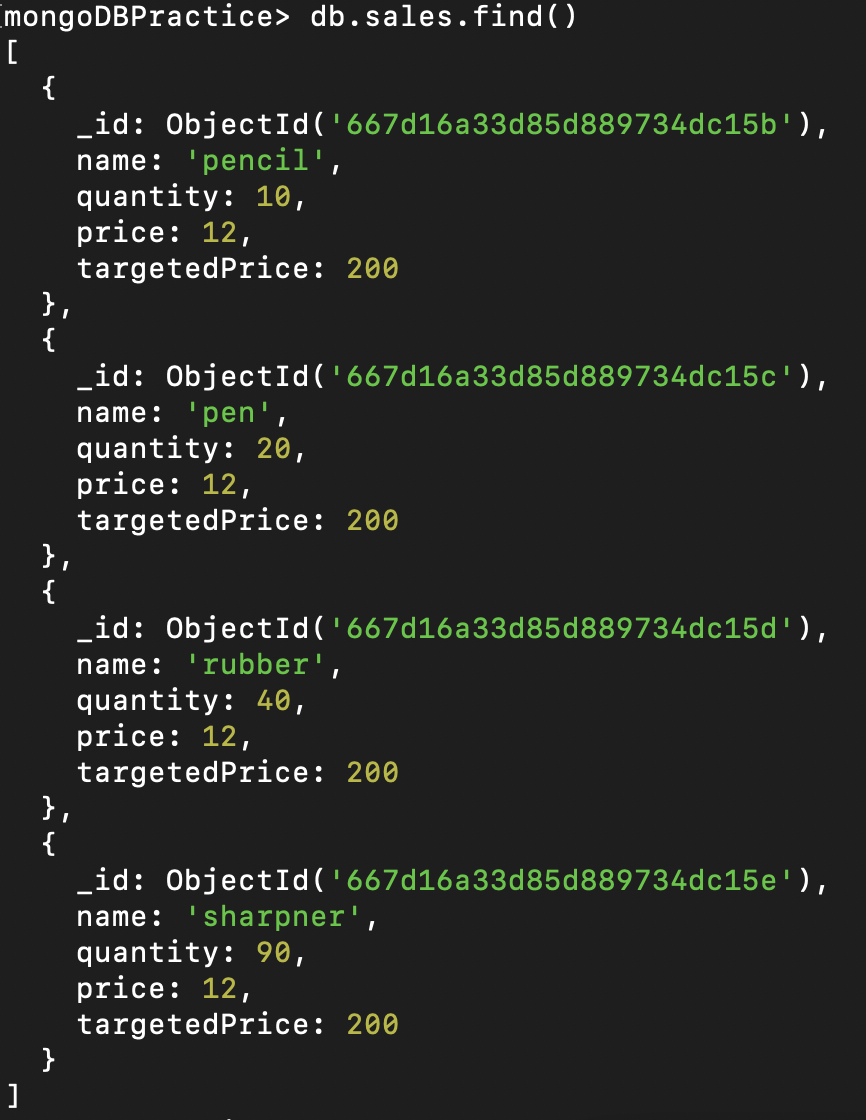 mongoDBPractice> db.sales.find()
[
  {
    _id: ObjectId('667d16a33d85d889734dc15b'),
    name: 'pencil',
    quantity: 10,
    price: 12,
    targetedPrice: 200
  },
  {
    _id: ObjectId('667d16a33d85d889734dc15c'),
    name: 'pen',
    quantity: 20,
    price: 12,
    targetedPrice: 200
  },
  {
    _id: ObjectId('667d16a33d85d889734dc15d'),
    name: 'rubber',
    quantity: 40,
    price: 12,
    targetedPrice: 200
  },
  {
    _id: ObjectId('667d16a33d85d889734dc15e'),
    name: 'sharpner',
    quantity: 90,
    price: 12,
    targetedPrice: 200
  }
]